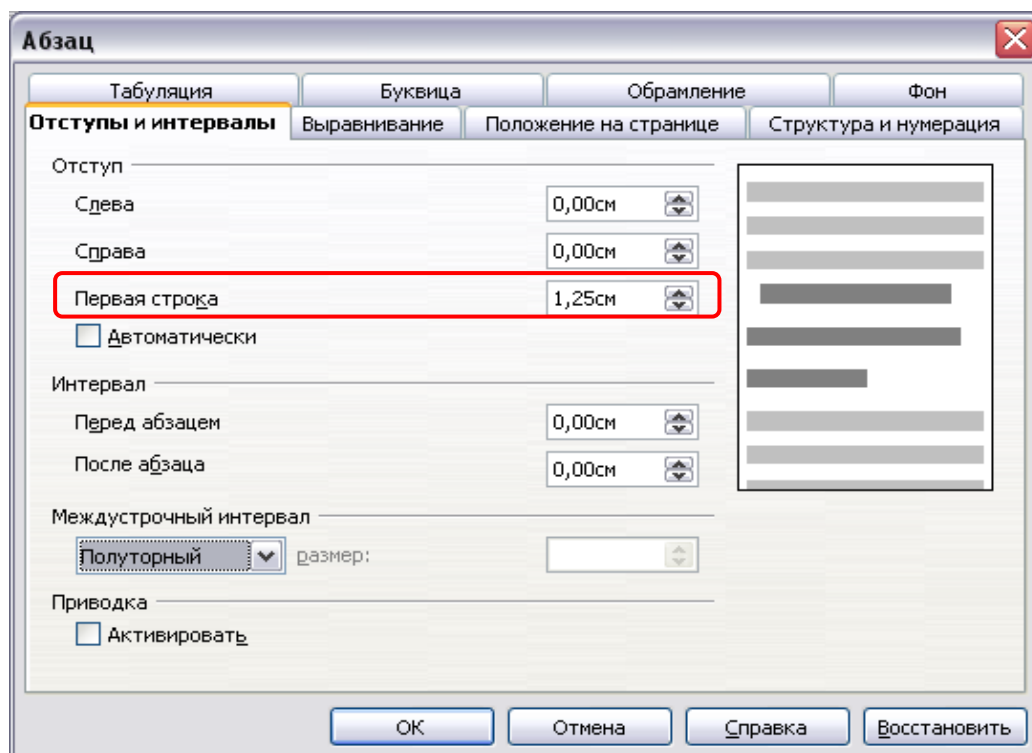 Абзац
Табуляция Буквица Обрамление Фон
Отступы и интервалы Выравнивание Положение на странице Структура и нумерация
Отступ
Слева 0,00см
Справа 0,00см
Первая строка 1,25см
Автоматически
Интервал
Перед абзацем 0,00см
После абзаца 0,00см
Междустрочный интервал
Полуторный размер:
Приводка
Активировать
ОК Отмена Справка Восстановить